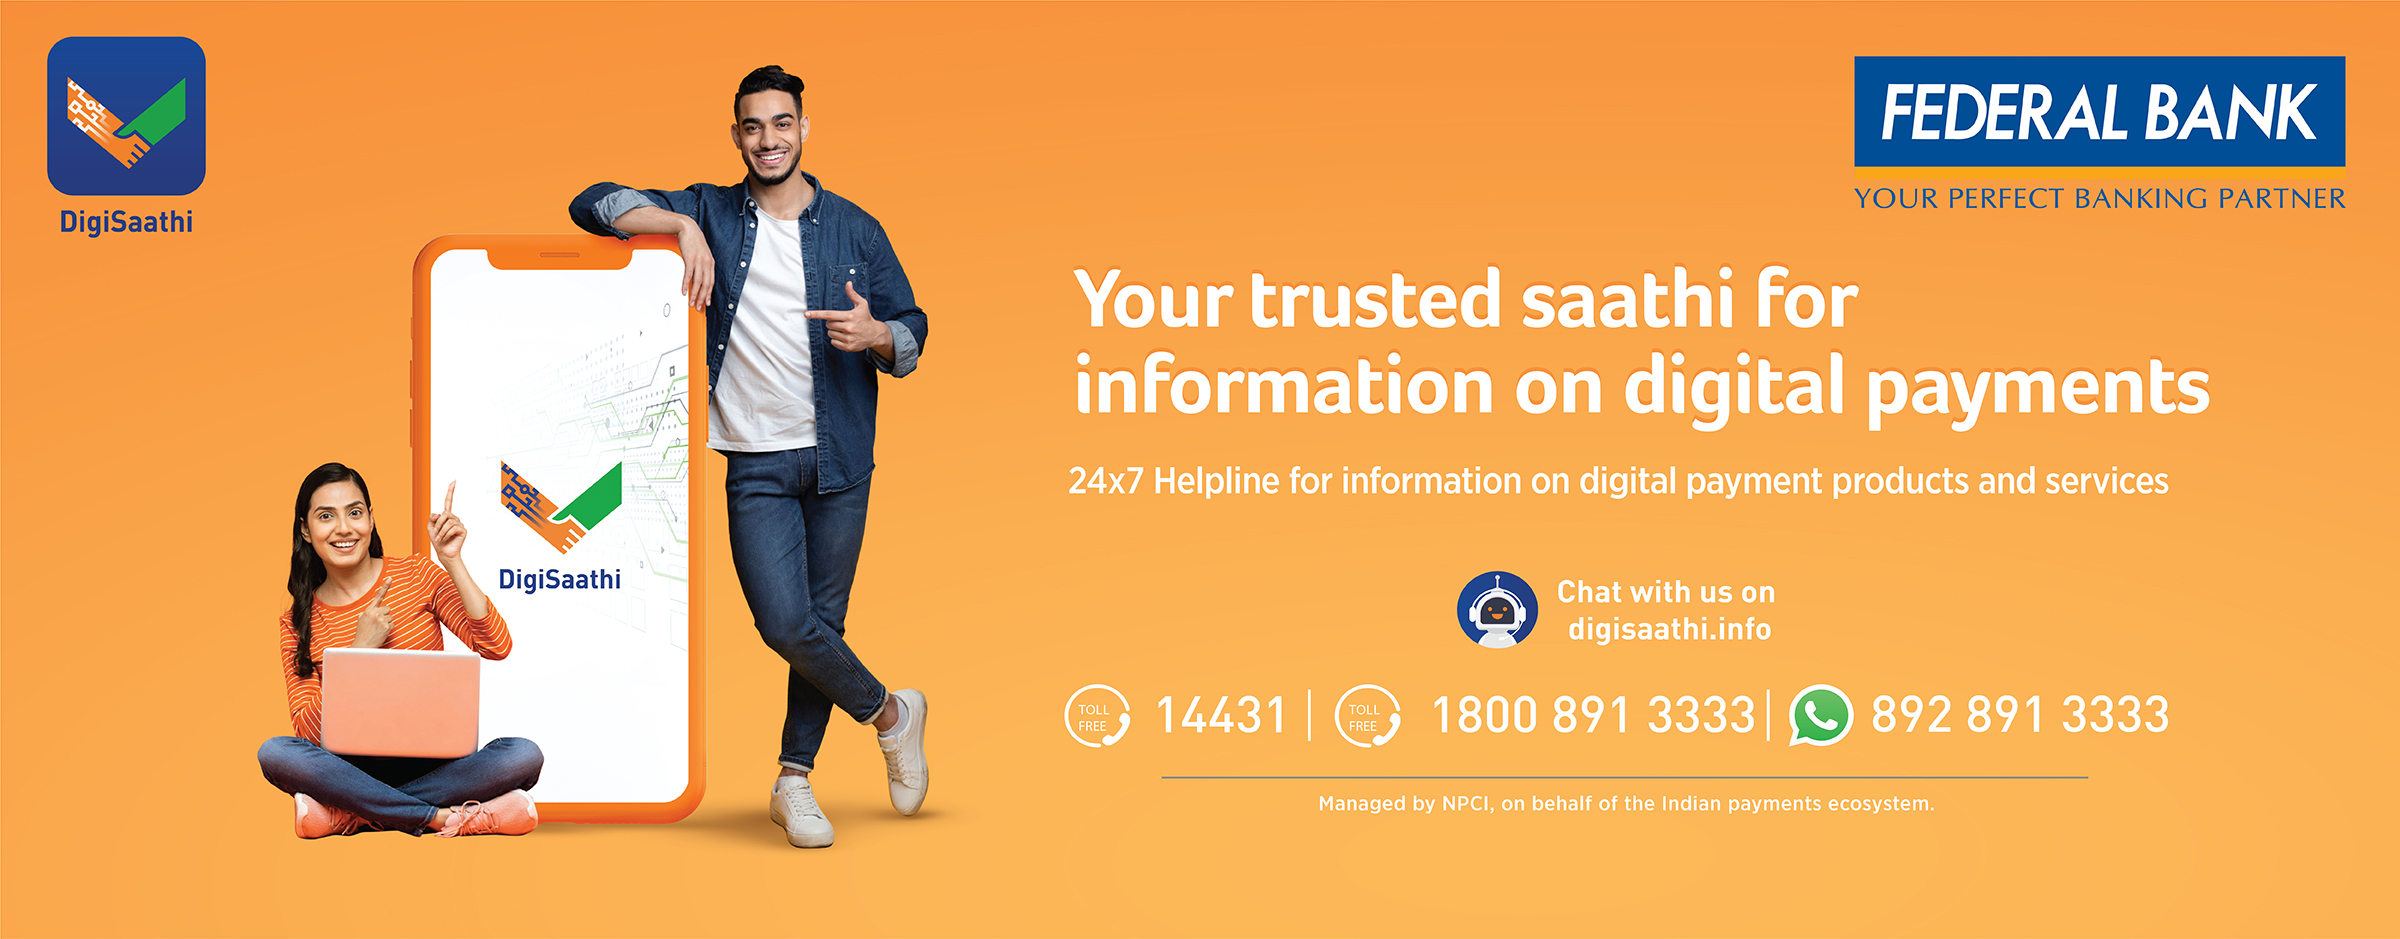 DigiSaathi
FEDERAL BANK
YOUR PERFECT BANKING PARTNER
Your trusted saathi for
information on digital payments
24x7 Helpline for information on digital payment products and services
DigiSaathi
Chat with us on
digisaathi.info
TOLL FREE 14431 | TOLL FREE 1800 891 3333 | 892 891 3333
Managed by NPCI, on behalf of the Indian payments ecosystem.